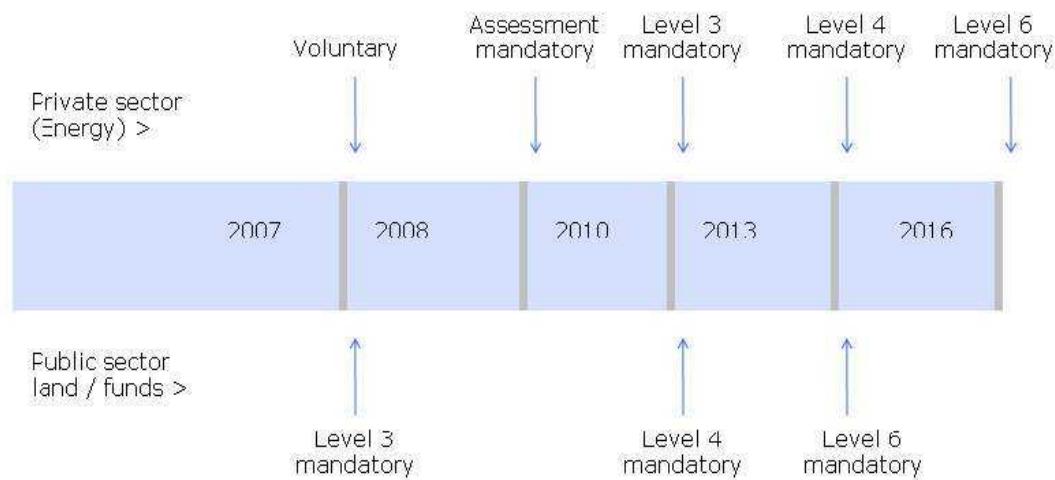 Voluntary
Assessment
mandatory
Level 3
mandatory
Level 4
mandatory
Level 6
mandatory
Private sector
(Energy) >
2007
2008
2010
2013
2016
Public sector
land / funds >
Level 3
mandatory
Level 4
mandatory
Level 6
mandatory